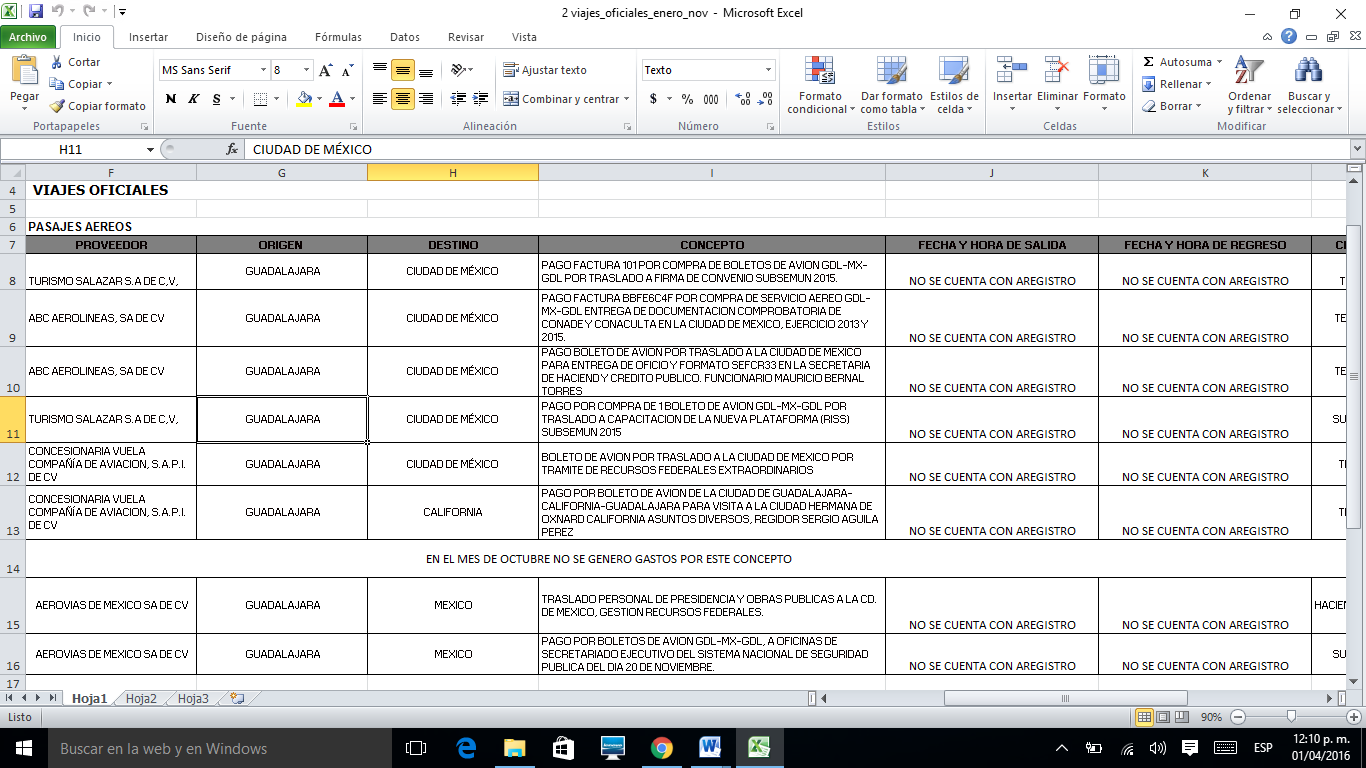 2 viajes_oficiales_enero_nov - Microsoft Excel
Archivo Inicio Insertar Diseño de página Fórmulas Datos Revisar Vista
Pegar
Cortar
Copiar
Copiar formato
Portapapeles
MS Sans Serif 8
N K S
Fuente
Ajustar texto
Combinar y centrar
Alineación
Texto
$ % 000
Número
Formato condicional
Dar formato como tabla
Estilos de celda
Estilos
Insertar Eliminar Formato
Celdas
Autosuma
Rellenar
Borrar
Ordenar y filtrar
Buscar y seleccionar
Modificar
H11 fx CIUDAD DE MÉXICO
F G H I J K
4 VIAJES OFICIALES
5
6 PASAJES AEREOS
7 PROVEEDOR ORIGEN DESTINO CONCEPTO FECHA Y HORA DE SALIDA FECHA Y HORA DE REGRESO
8 TURISMO SALAZAR S.A DE C,V, GUADALAJARA CIUDAD DE MÉXICO
PAGO FACTURA 101 POR COMPRA DE BOLETOS DE AVION GDL-MX-
GDL POR TRASLADO A FIRMA DE CONVENIO SUBSEMUN 2015.
NO SE CUENTA CON AREGISTRO NO SE CUENTA CON AREGISTRO
9 ABC AEROLINEAS, SA DE CV GUADALAJARA CIUDAD DE MÉXICO
PAGO FACTURA BBFE6C4F POR COMPRA DE SERVICIO AEREO GDL-
MX-GDL ENTREGA DE DOCUMENTACION COMPROBATORIA DE
CONADE Y CONACULTA EN LA CIUDAD DE MEXICO, EJERCICIO 2013 Y
2015.
NO SE CUENTA CON AREGISTRO NO SE CUENTA CON AREGISTRO
10 ABC AEROLINEAS, SA DE CV GUADALAJARA CIUDAD DE MÉXICO
PAGO BOLETO DE AVION POR TRASLADO A LA CIUDAD DE MEXICO
PARA ENTREGA DE OFICIO Y FORMATO SEFCR33 EN LA SECRETARIA
DE HACIEND Y CREDITO PUBLICO. FUNCIONARIO MAURICIO BERNAL
TORRES
NO SE CUENTA CON AREGISTRO NO SE CUENTA CON AREGISTRO
11 TURISMO SALAZAR S.A DE C,V, GUADALAJARA CIUDAD DE MÉXICO
PAGO POR COMPRA DE 1 BOLETO DE AVION GDL-MX-GDL POR
TRASLADO A CAPACITACION DE LA NUEVA PLATAFORMA (RISS)
SUBSEMUN 2015
NO SE CUENTA CON AREGISTRO NO SE CUENTA CON AREGISTRO
12 CONCESIONARIA VUELA
COMPAÑÍA DE AVIACION, S.A.P.I.
DE CV
GUADALAJARA CIUDAD DE MÉXICO
BOLETO DE AVION POR TRASLADO A LA CIUDAD DE MEXICO POR
TRAMITE DE RECURSOS FEDERALES EXTRAORDINARIOS
NO SE CUENTA CON AREGISTRO NO SE CUENTA CON AREGISTRO
13 CONCESIONARIA VUELA
COMPAÑÍA DE AVIACION, S.A.P.I.
DE CV
GUADALAJARA CALIFORNIA
PAGO POR BOLETO DE AVION DE LA CIUDAD DE GUADALAJARA-
CALIFORNIA-GUADALAJARA PARA VISITA A LA CIUDAD HERMANA DE
OXNARD CALIFORNIA ASUNTOS DIVERSOS, REGIDOR SERGIO AGUILA
PEREZ
NO SE CUENTA CON AREGISTRO NO SE CUENTA CON AREGISTRO
14 EN EL MES DE OCTUBRE NO SE GENERO GASTOS POR ESTE CONCEPTO
15 AEROVIAS DE MEXICO SA DE CV GUADALAJARA MEXICO
TRASLADO PERSONAL DE PRESIDENCIA Y OBRAS PUBLICAS A LA CD.
DE MEXICO, GESTION RECURSOS FEDERALES.
NO SE CUENTA CON AREGISTRO NO SE CUENTA CON AREGISTRO HACIEN
16 AEROVIAS DE MEXICO SA DE CV GUADALAJARA MEXICO
PAGO POR BOLETOS DE AVION GDL-MX-GDL, A OFICINAS DE
SECRETARIADO EJECUTIVO DEL SISTEMA NACIONAL DE SEGURIDAD
PUBLICA DEL DIA 20 DE NOVIEMBRE.
NO SE CUENTA CON AREGISTRO NO SE CUENTA CON AREGISTRO SU
17
Hoja1 Hoja2 Hoja3
Listo 90%
Buscar en la web y en Windows
ESP
12:10 p. m.
01/04/2016